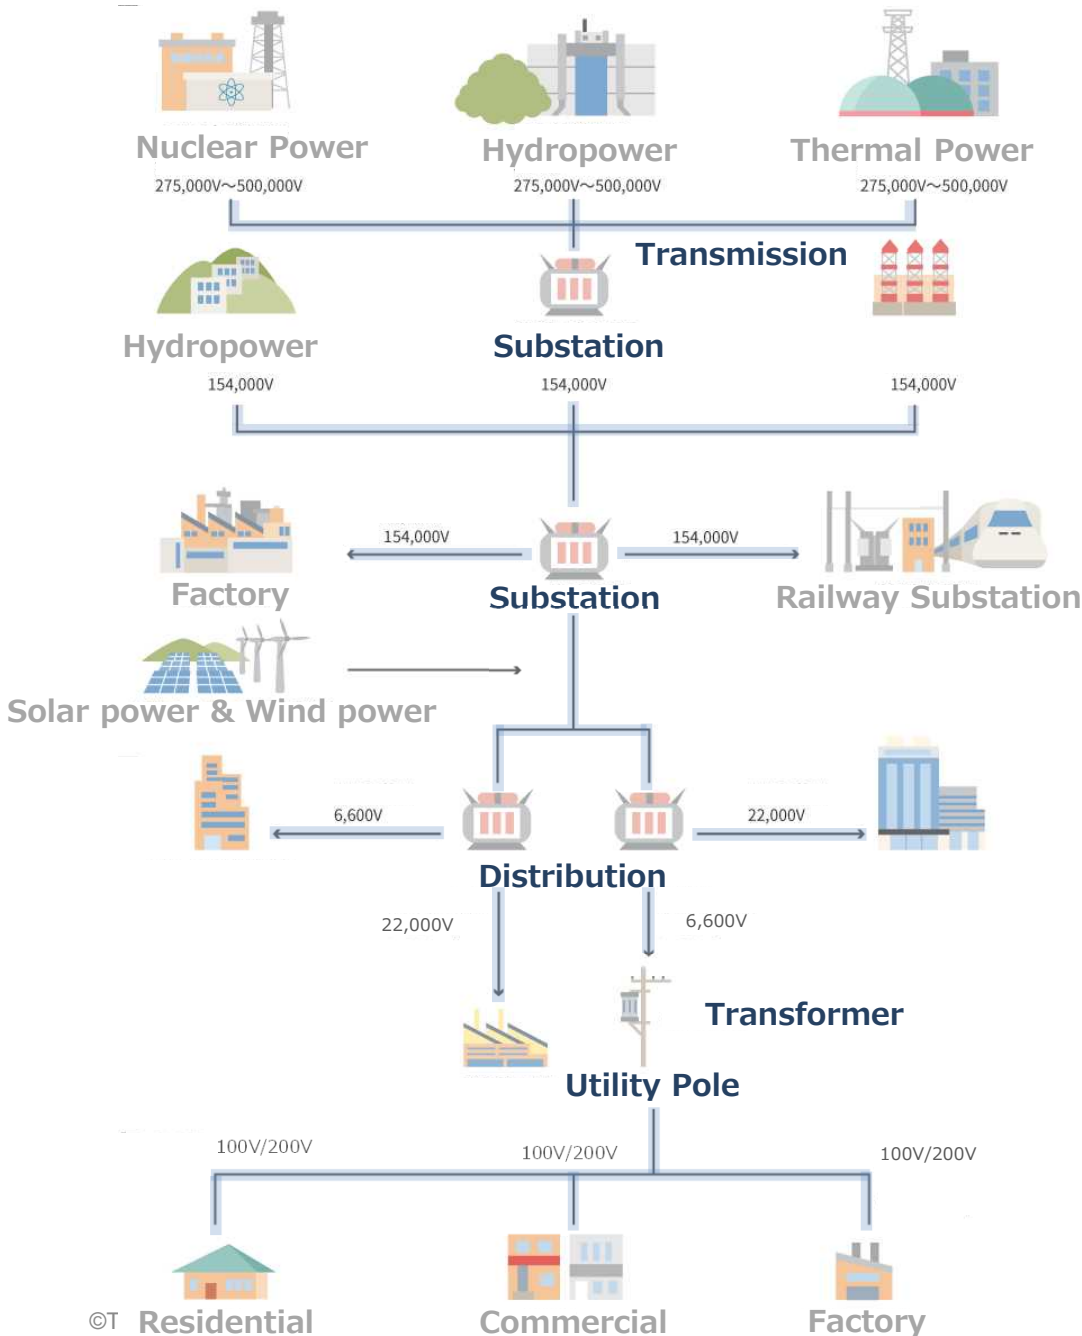 Nuclear Power
Hydropower
Thermal Power
275,000V～500,000V
275,000V～500,000V
275,000V～500,000V
Transmission
Hydropower
Substation
154,000V
154,000V
154,000V
154,000V
154,000V
Factory
Substation
Railway Substation
Solar power & Wind power
6,600V
22,000V
Distribution
22,000V
6,600V
Transformer
Utility Pole
100V/200V
100V/200V
100V/200V
©T
Residential
Commercial
Factory